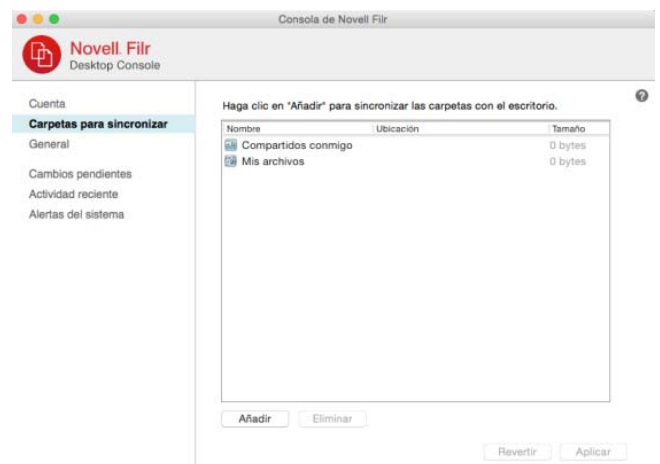 Consola de Novell Filr
Novell. Filr
Desktop Console
Cuenta
Carpetas para sincronizar
General
Cambios pendientes
Actividad reciente
Alertas del sistema
?
Haga clic en "Añadir" para sincronizar las carpetas con el escritorio.
Nombre Ubicación Tamaño
Compartidos conmigo 0 bytes
Mis archivos 0 bytes
Añadir Eliminar
Revertir Aplicar